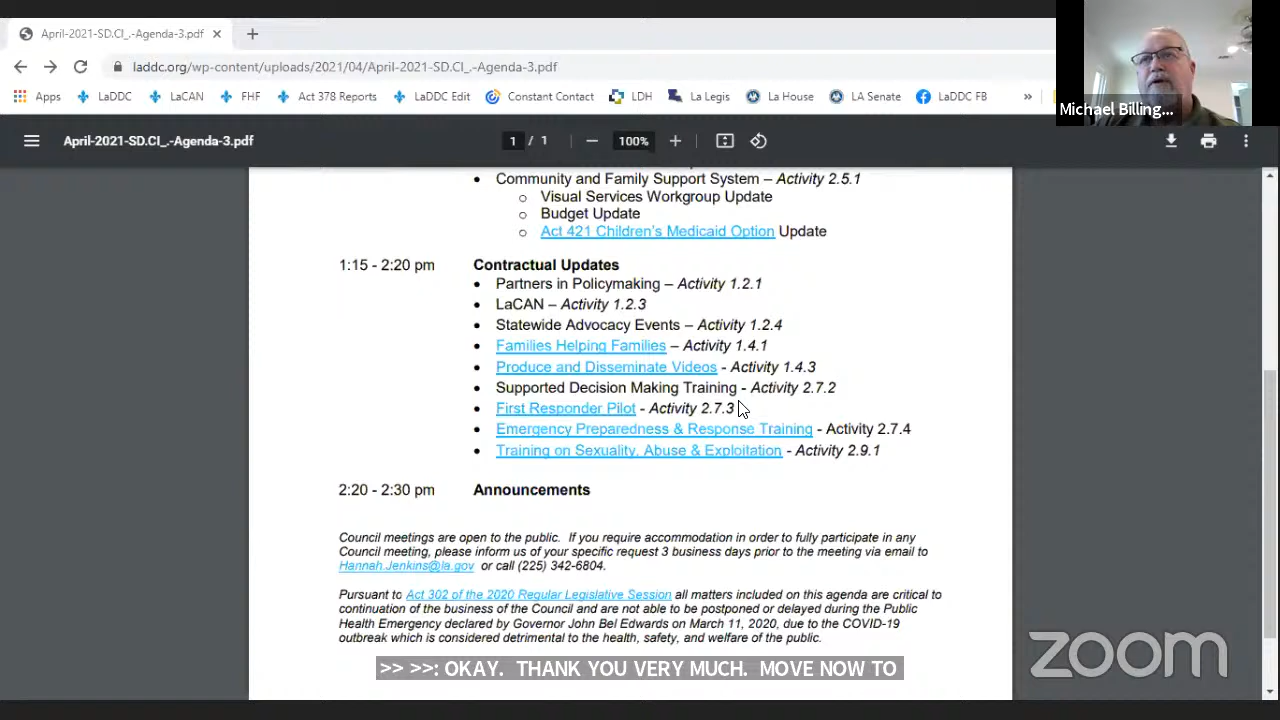 April-2021-SD.CI_.-Agenda-3.pdf
laddc.org/wp-content/uploads/2021/04/April-2021-SD.CI_.-Agenda-3.pdf
Apps LaDDC LaCAN FHF Act 378 Reports LaDDC Edit Constant Contact LDH La Legis La House LA Senate LaDDC FB »
Michael Billing...
April-2021-SD.CI_.-Agenda-3.pdf 1 / 1 100%
• Community and Family Support System – Activity 2.5.1
o Visual Services Workgroup Update
o Budget Update
o Act 421 Children's Medicaid Option Update
1:15 - 2:20 pm Contractual Updates
• Partners in Policymaking – Activity 1.2.1
• LaCAN – Activity 1.2.3
• Statewide Advocacy Events – Activity 1.2.4
• Families Helping Families – Activity 1.4.1
• Produce and Disseminate Videos - Activity 1.4.3
• Supported Decision Making Training - Activity 2.7.2
• First Responder Pilot - Activity 2.7.3
• Emergency Preparedness & Response Training - Activity 2.7.4
• Training on Sexuality, Abuse & Exploitation - Activity 2.9.1
2:20 - 2:30 pm Announcements
Council meetings are open to the public. If you require accommodation in order to fully participate in any
Council meeting, please inform us of your specific request 3 business days prior to the meeting via email to
Hannah.Jenkins@la.gov or call (225) 342-6804.
Pursuant to Act 302 of the 2020 Regular Legislative Session all matters included on this agenda are critical to
continuation of the business of the Council and are not able to be postponed or delayed during the Public
Health Emergency declared by Governor John Bel Edwards on March 11, 2020, due to the COVID-19
outbreak which is considered detrimental to the health, safety, and welfare of the public.
>> >>: OKAY. THANK YOU VERY MUCH. MOVE NOW TO
zoom